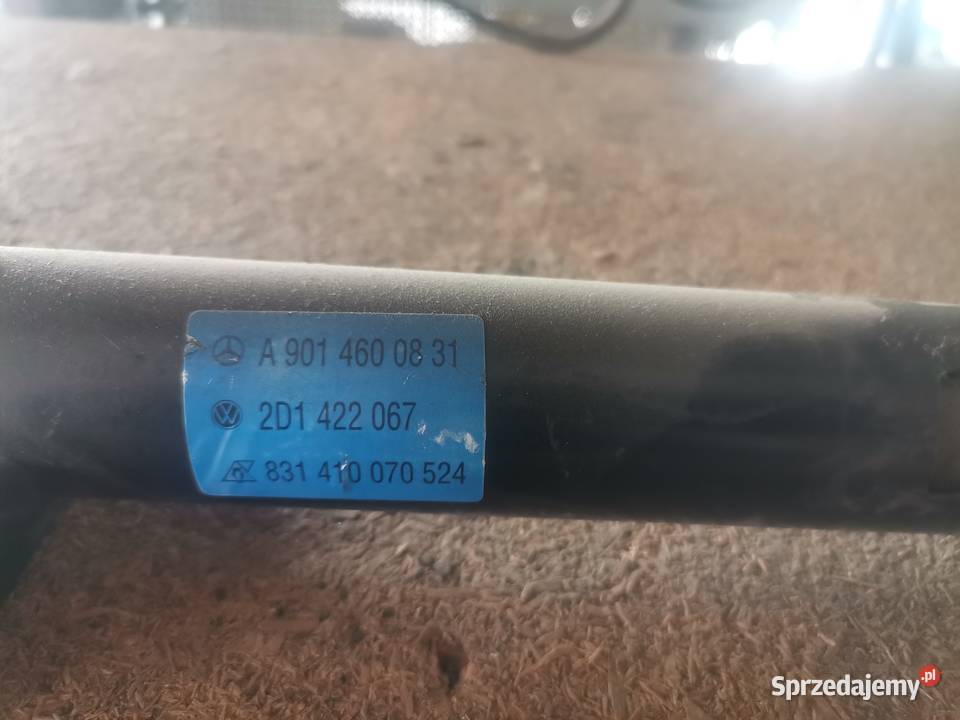 A 901 460 08 31
2D1 422 067
831 410 070 524
Sprzedajemy.pl